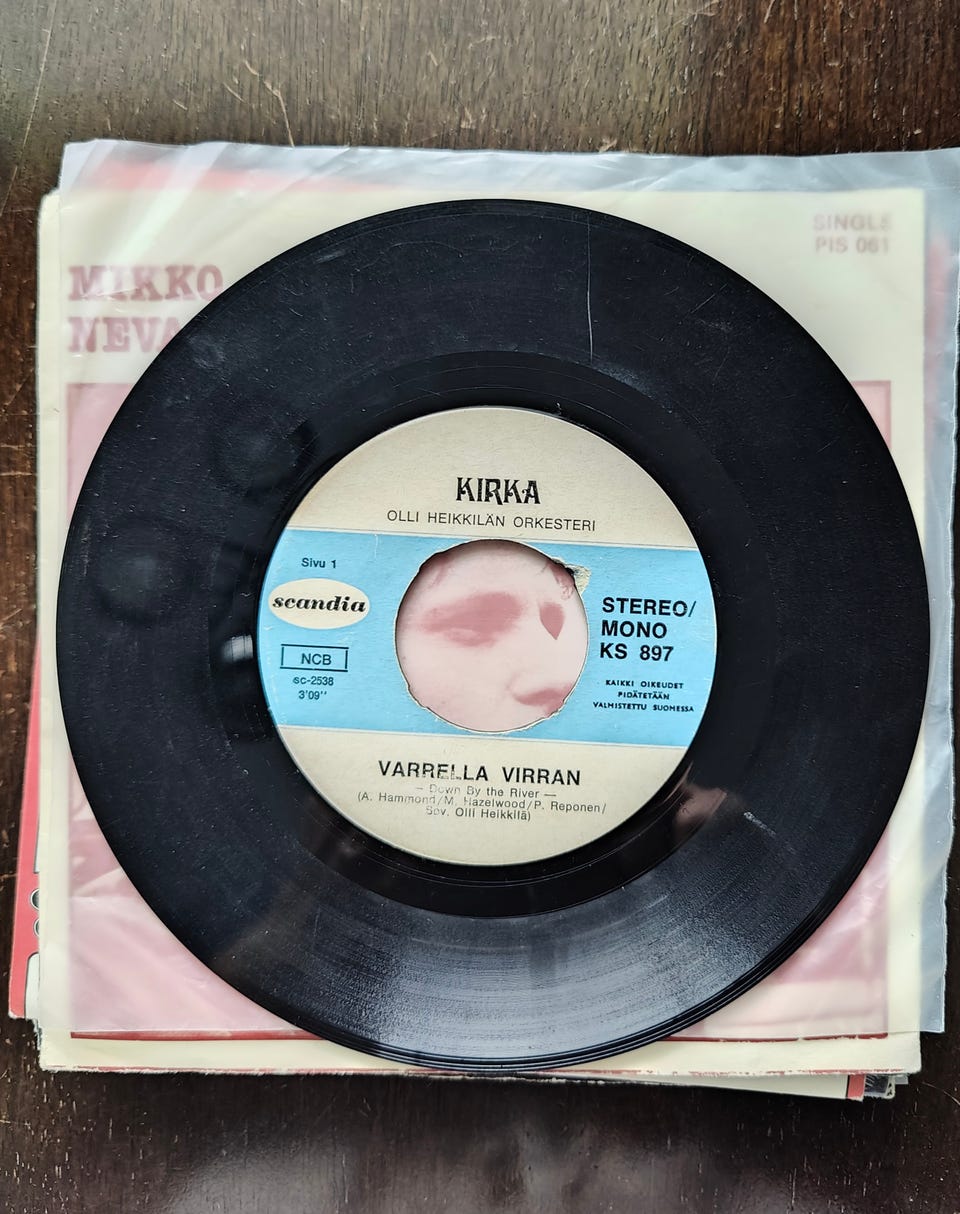 SINGLE
PIS 061
MIKKO
NEVA
KIRKA
OLLI HEIKKILÄN ORKESTERI
Sivu 1
scandia
NCB
sc-2538
3'09''
STEREO/
MONO
KS 897
KAIKKI OIKEUDET
PIDÄTETÄÄN
VALMISTETTU SUOMESSA
VARRELLA VIRRAN
— Down By the River —
(A. Hammond/M. Hazelwood/P. Reponen/
Sov. Olli Heikkilä)